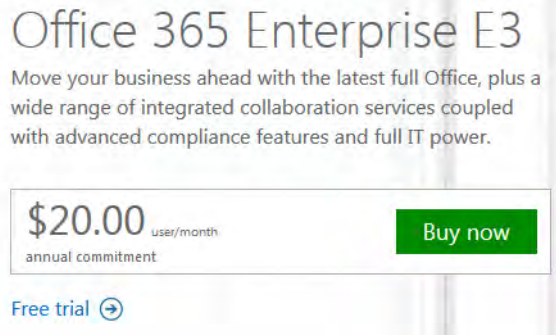 Office 365 Enterprise E3
Move your business ahead with the latest full Office, plus a
wide range of integrated collaboration services coupled
with advanced compliance features and full IT power.
$20.00 user/month
Buy now
annual commitment
Free trial